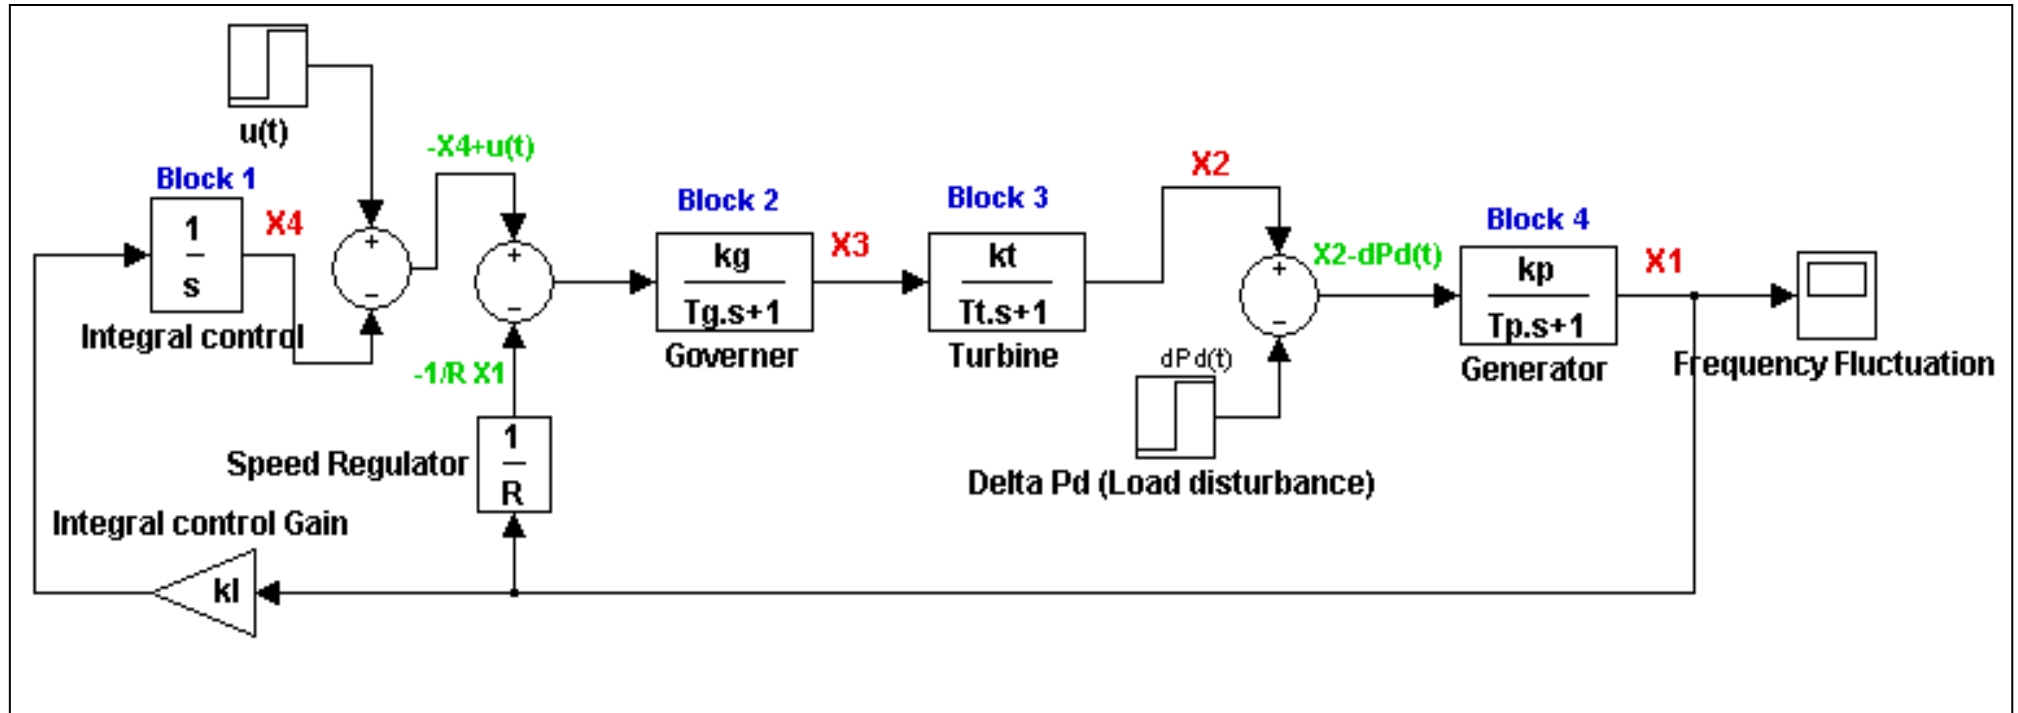 u(t)
-X4+u(t)
Block 1
X4
1
s
+
−
Integral control
+
−
-1/R X1
Block 2
kg
Tg.s+1
Governer
X3
Block 3
kt
Tt.s+1
Turbine
X2
+
−
X2-dPd(t)
dPd(t)
Delta Pd (Load disturbance)
Block 4
kp
Tp.s+1
Generator
X1
Frequency Fluctuation
Speed Regulator
1
R
Integral control Gain
kI